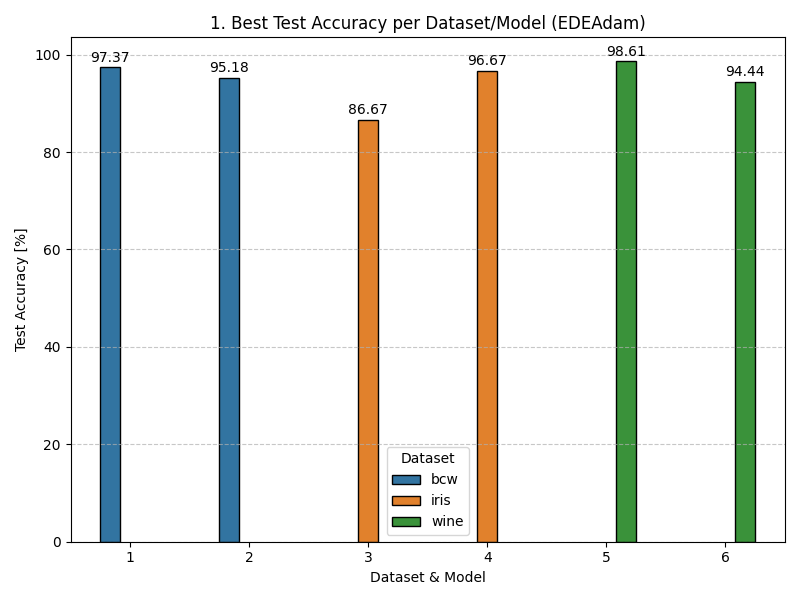 1. Best Test Accuracy per Dataset/Model (EDEAdam)
100
80
60
40
20
0
Test Accuracy [%]
97.37
95.18
86.67
96.67
98.61
94.44
Dataset
bcw
iris
wine
1
2
3
4
5
6
Dataset & Model